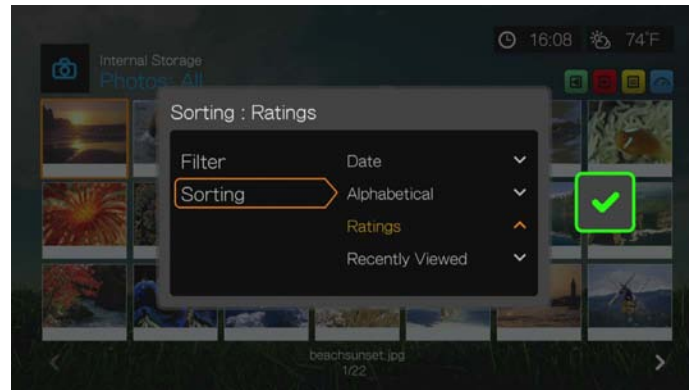 16:08 74°F
Internal Storage
Photos: All
Sorting : Ratings
Filter
Sorting
Date
Alphabetical
Ratings
Recently Viewed
beachsunset.jpg
1/22